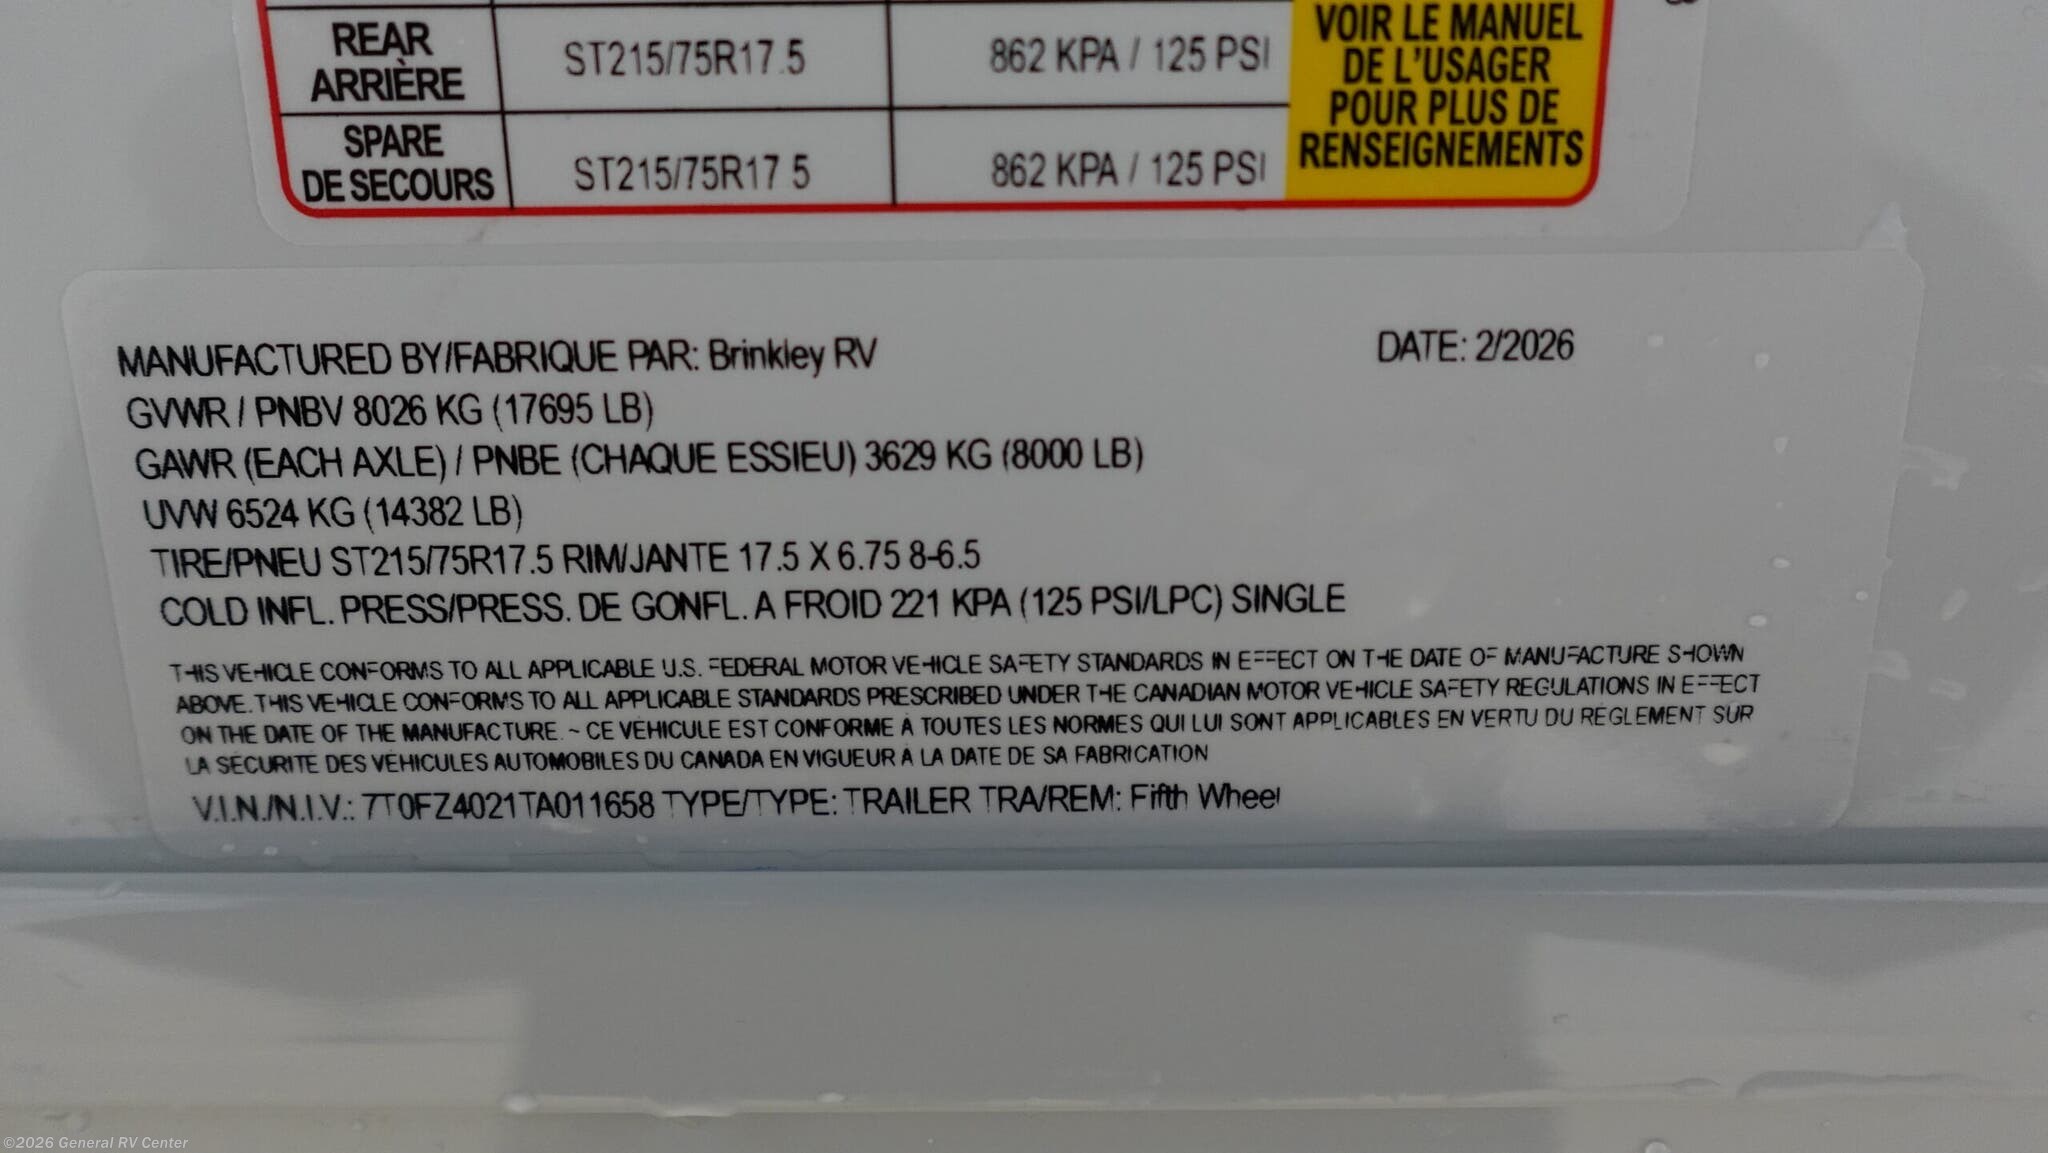 REAR ARRIÈRE ST215/75R17.5 862 KPA / 125 PSI
SPARE DE SECOURS ST215/75R17 5 862 KPA / 125 PSI
VOIR LE MANUEL
DE L'USAGER
POUR PLUS DE
RENSEIGNEMENTS
MANUFACTURED BY/FABRIQUE PAR: Brinkley RV DATE: 2/2026
GVWR / PNBV 8026 KG (17695 LB)
GAWR (EACH AXLE) / PNBE (CHAQUE ESSIEU) 3629 KG (8000 LB)
UVW 6524 KG (14382 LB)
TIRE/PNEU ST215/75R17.5 RIM/JANTE 17.5 X 6.75 8-6.5
COLD INFL. PRESS/PRESS. DE GONFL. A FROID 221 KPA (125 PSI/LPC) SINGLE
THIS VEHICLE CONFORMS TO ALL APPLICABLE U.S. FEDERAL MOTOR VEHICLE SAFETY STANDARDS IN EFFECT ON THE DATE OF MANUFACTURE SHOWN
ABOVE. THIS VEHICLE CONFORMS TO ALL APPLICABLE STANDARDS PRESCRIBED UNDER THE CANADIAN MOTOR VEHICLE SAFETY REGULATIONS IN EFFECT
ON THE DATE OF THE MANUFACTURE. ~ CE VÉHICULE EST CONFORME À TOUTES LES NORMES QUI LUI SONT APPLICABLES EN VERTU DU RÈGLEMENT SUR
LA SÉCURITÉ DES VÉHICULES AUTOMOBILES DU CANADA EN VIGUEUR À LA DATE DE SA FABRICATION
V.I.N./N.I.V.: 7T0FZ4021TA011658 TYPE/TYPE: TRAILER TRA/REM: Fifth Wheel
©2026 General RV Center